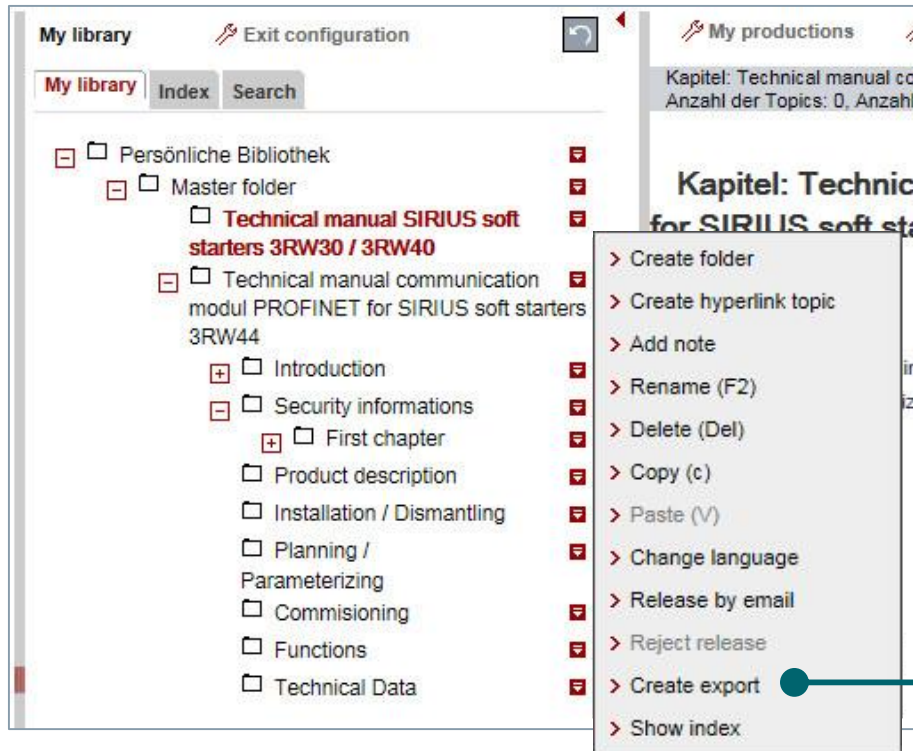 My library
Exit configuration
My library
Index
Search
Persönliche Bibliothek
Master folder
Technical manual SIRIUS soft
starters 3RW30 / 3RW40
Technical manual communication
modul PROFINET for SIRIUS soft starters
3RW44
Introduction
Security informations
First chapter
Product description
Installation / Dismantling
Planning /
Parameterizing
Commisioning
Functions
Technical Data
My productions
Kapitel: Technical manual
Anzahl der Topics: 0,
Kapitel:
for SIRIUS soft
Create folder
Create hyperlink topic
Add note
Rename (F2)
Delete (Del)
Copy (c)
Paste (V)
Change language
Release by email
Reject release
Create export
Show index